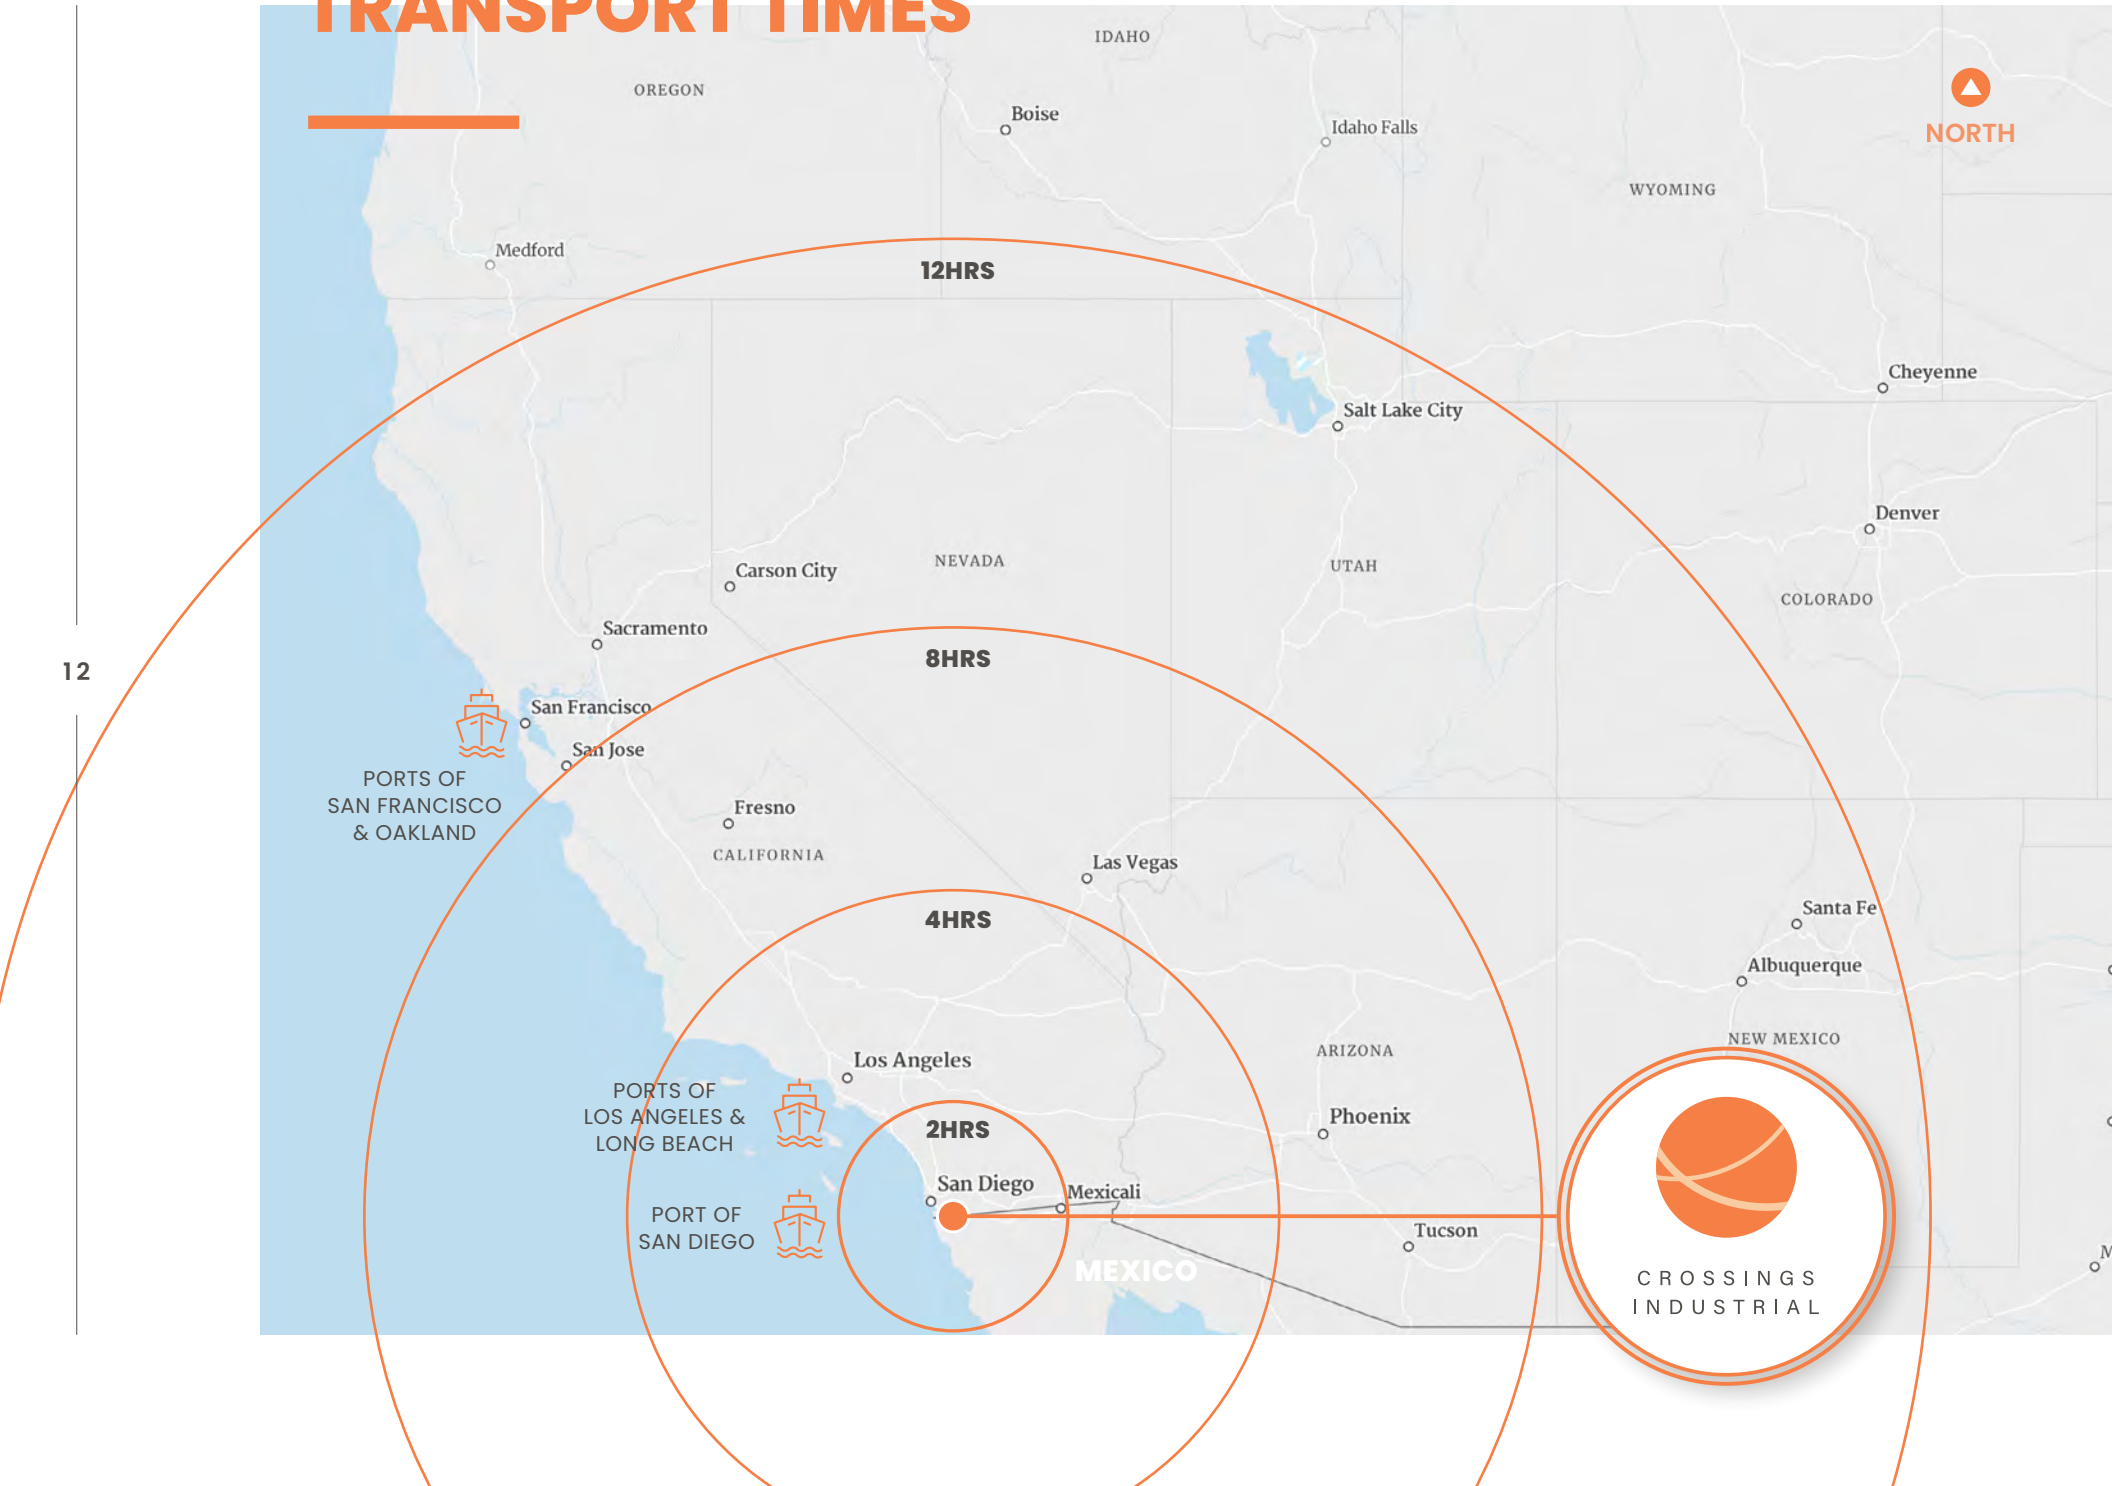 TRANSPORT TIMES
IDAHO
OREGON
Boise
Idaho Falls
NORTH
WYOMING
Medford
12HRS
Cheyenne
Salt Lake City
Denver
Carson City
NEVADA
UTAH
COLORADO
Sacramento
8HRS
12
San Francisco
San Jose
PORTS OF
SAN FRANCISCO
& OAKLAND
Fresno
CALIFORNIA
Las Vegas
4HRS
Santa Fe
Albuquerque
NEW MEXICO
ARIZONA
Los Angeles
PORTS OF
LOS ANGELES &
LONG BEACH
Phoenix
2HRS
San Diego
Mexicali
PORT OF
SAN DIEGO
Tucson
MEXICO
CROSSINGS
INDUSTRIAL